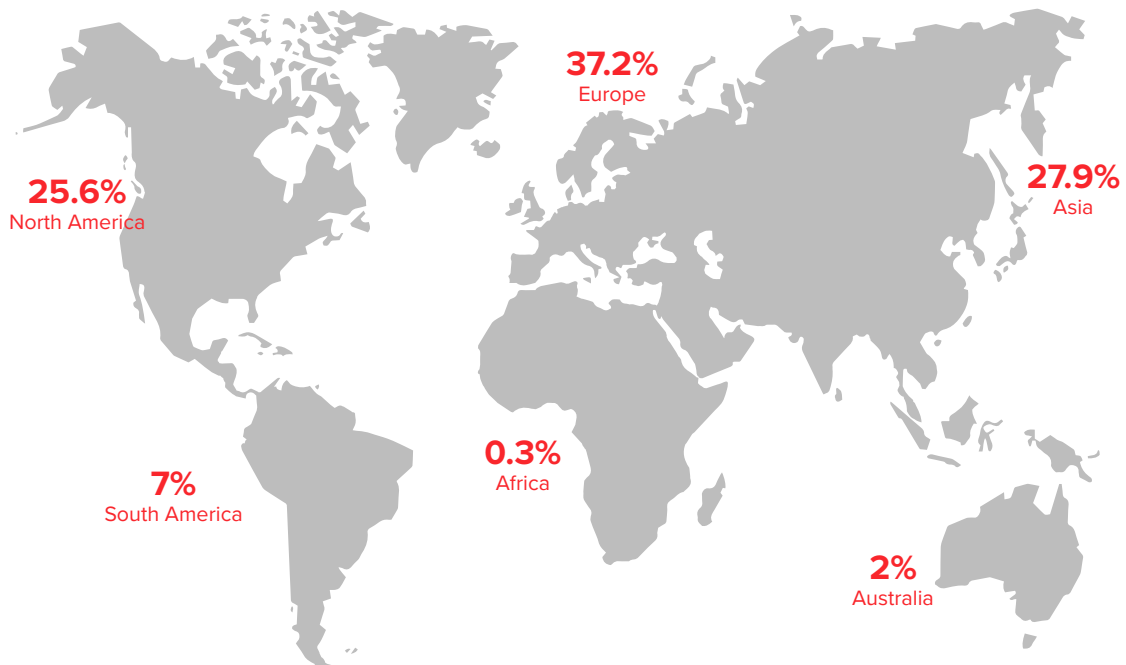 37.2%
Europe
25.6%
North America
27.9%
Asia
0.3%
Africa
7%
South America
2%
Australia